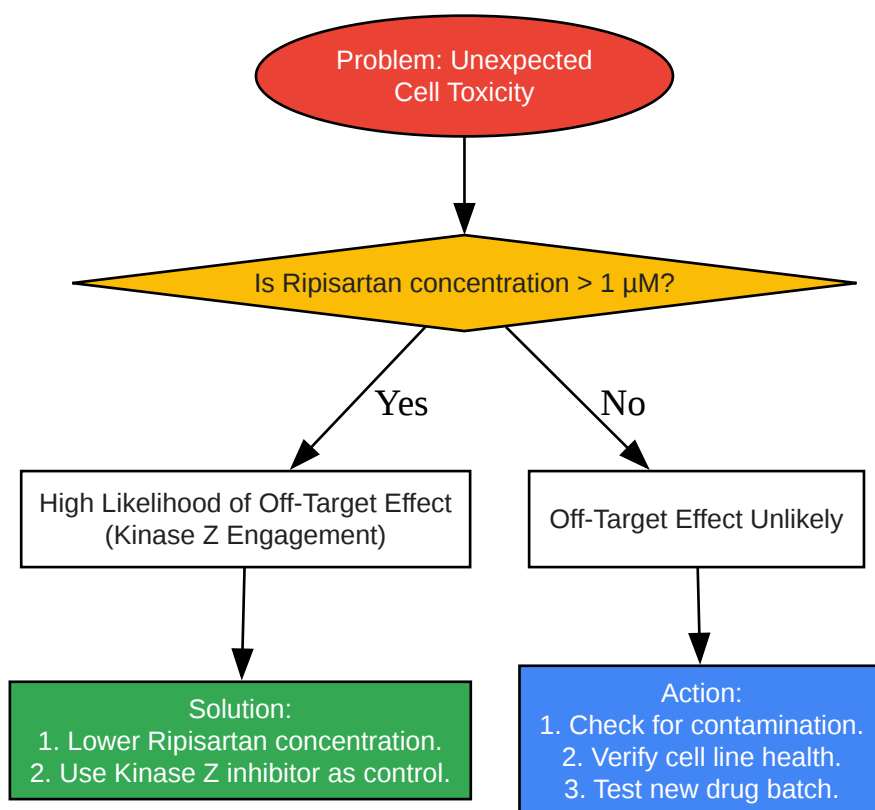 Problem: Unexpected
Cell Toxicity
Is Ripisartan concentration > 1 µM?
Yes
No
High Likelihood of Off-Target Effect
(Kinase Z Engagement)
Off-Target Effect Unlikely
Solution:
1. Lower Ripisartan concentration.
2. Use Kinase Z inhibitor as control.
Action:
1. Check for contamination.
2. Verify cell line health.
3. Test new drug batch.